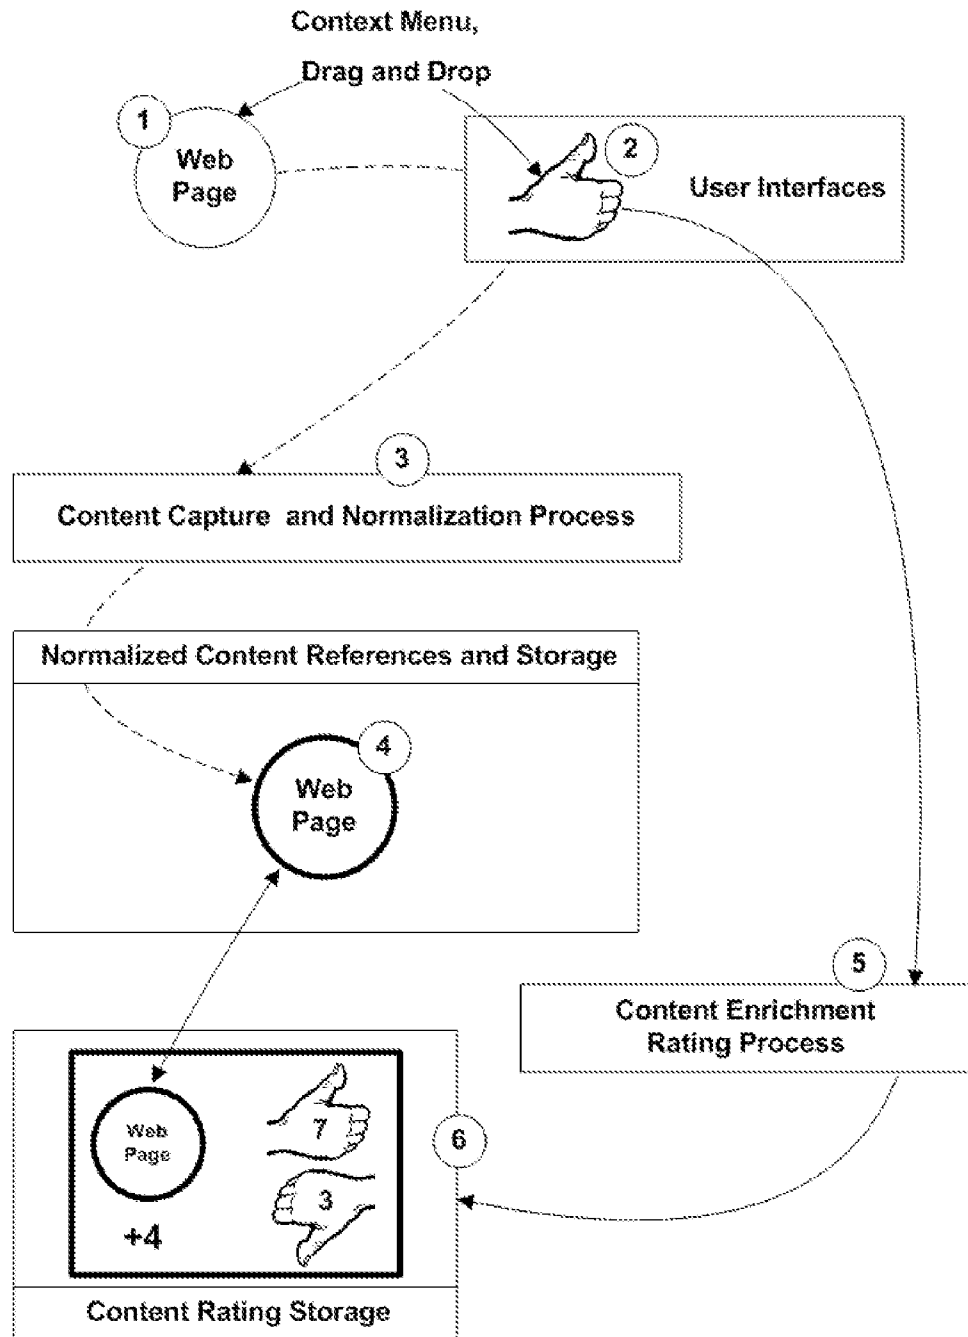 Context Menu,
Drag and Drop
1
Web
Page
2
User Interfaces
3
Content Capture and Normalization Process
Normalized Content References and Storage
4
Web
Page
5
Content Enrichment
Rating Process
6
Web
Page
7
3
+4
Content Rating Storage